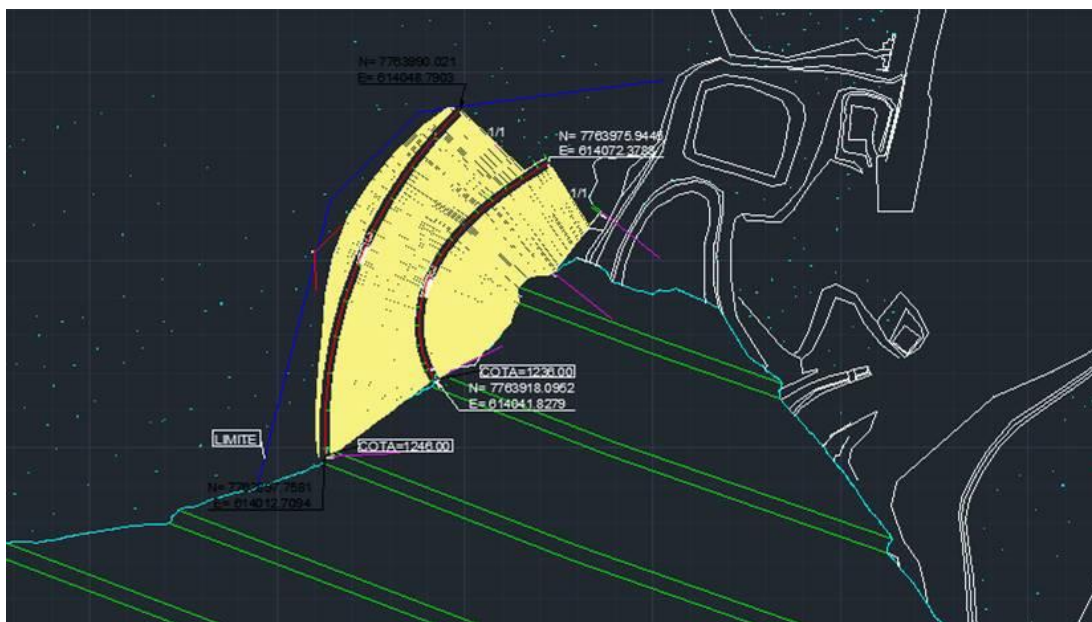 N= 7763990.021
E= 614048.7903
1/1
N= 7763975.9445
E= 614072.3788
1/1
COTA=1236.00
N= 7763918.0952
E= 614041.8279
LIMITE
COTA=1246.00
E= 614012.7094